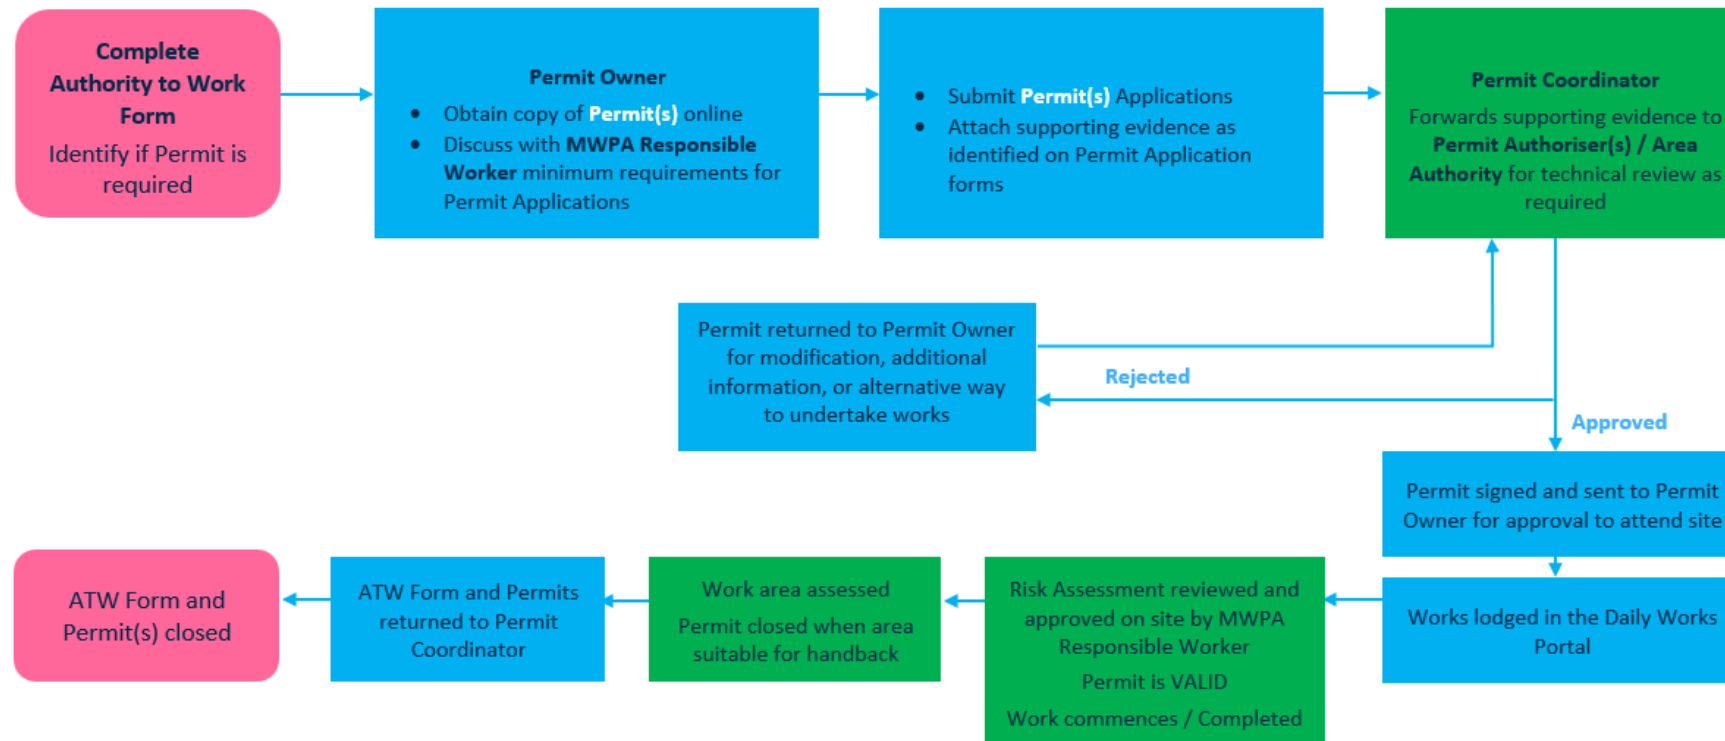 Complete
Authority to Work
Form
Identify if Permit is
required
Permit Owner
• Obtain copy of Permit(s) online
• Discuss with MWPA Responsible
Worker minimum requirements for
Permit Applications
• Submit Permit(s) Applications
• Attach supporting evidence as
identified on Permit Application
forms
Permit Coordinator
Forwards supporting evidence to
Permit Authoriser(s) / Area
Authority for technical review as
required
Permit returned to Permit Owner
for modification, additional
information, or alternative way
to undertake works
Rejected
Approved
Permit signed and sent to Permit
Owner for approval to attend site
Works lodged in the Daily Works
Portal
Risk Assessment reviewed and
approved on site by MWPA
Responsible Worker
Permit is VALID
Work commences / Completed
Work area assessed
Permit closed when area
suitable for handback
ATW Form and Permits
returned to Permit
Coordinator
ATW Form and
Permit(s) closed